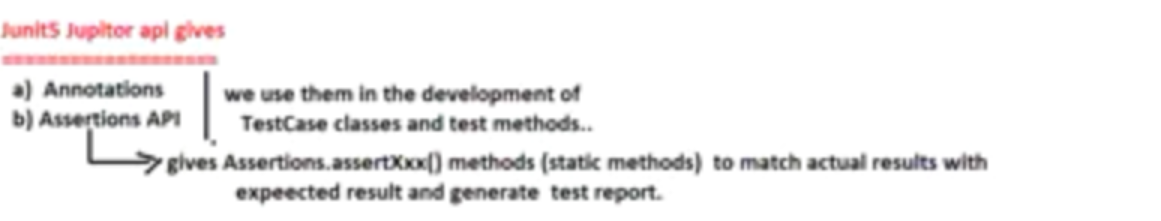 Junit5 Jupitor api gives
===================
a) Annotations
b) Assertions API
we use them in the development of
TestCase classes and test methods..
gives Assertions.assertXxx() methods (static methods) to match actual results with
expeected result and generate test report.